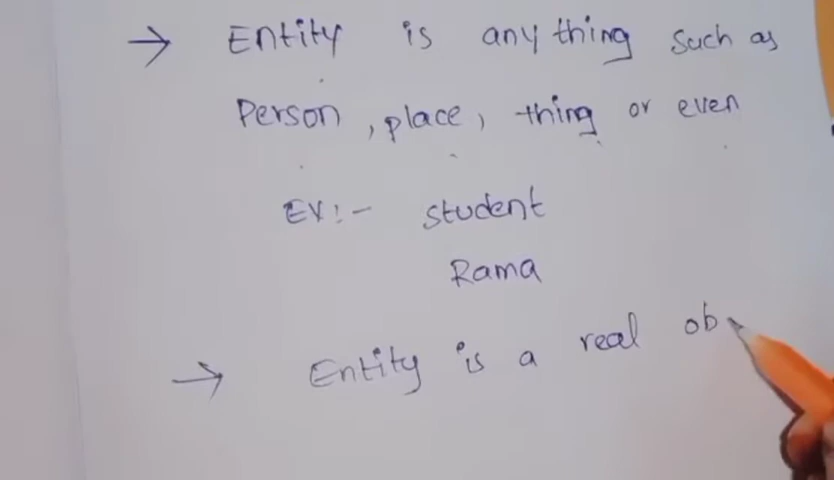 → Entity is any thing such as
Person, place, thing or even
EX:- student
Rama
→ Entity is a real ob